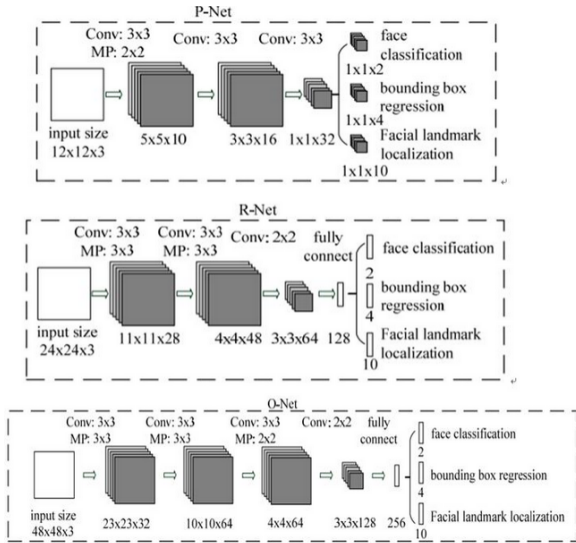 P-Net
Conv: 3x3 Conv: 3x3 Conv: 3x3 face
MP: 2x2 classification
1x1x2
bounding box
regression
1x1x4
input size 5x5x10 3x3x16 1x1x32 Facial landmark
12x12x3 localization
1x1x10
R-Net
Conv: 3x3 Conv: 3x3 Conv: 2x2 fully
MP: 3x3 MP: 3x3 connect
face classification
2
bounding box
regression
4
input size 11x11x28 4x4x48 3x3x64 128 Facial landmark
24x24x3 localization
10
O-Net
Conv: 3x3 Conv: 3x3 Conv: 3x3 Conv: 2x2 fully
MP: 3x3 MP: 3x3 MP: 2x2 connect
face classification
2
bounding box regression
4
input size 23x23x32 10x10x64 4x4x64 3x3x128 256 Facial landmark localization
48x48x3 10